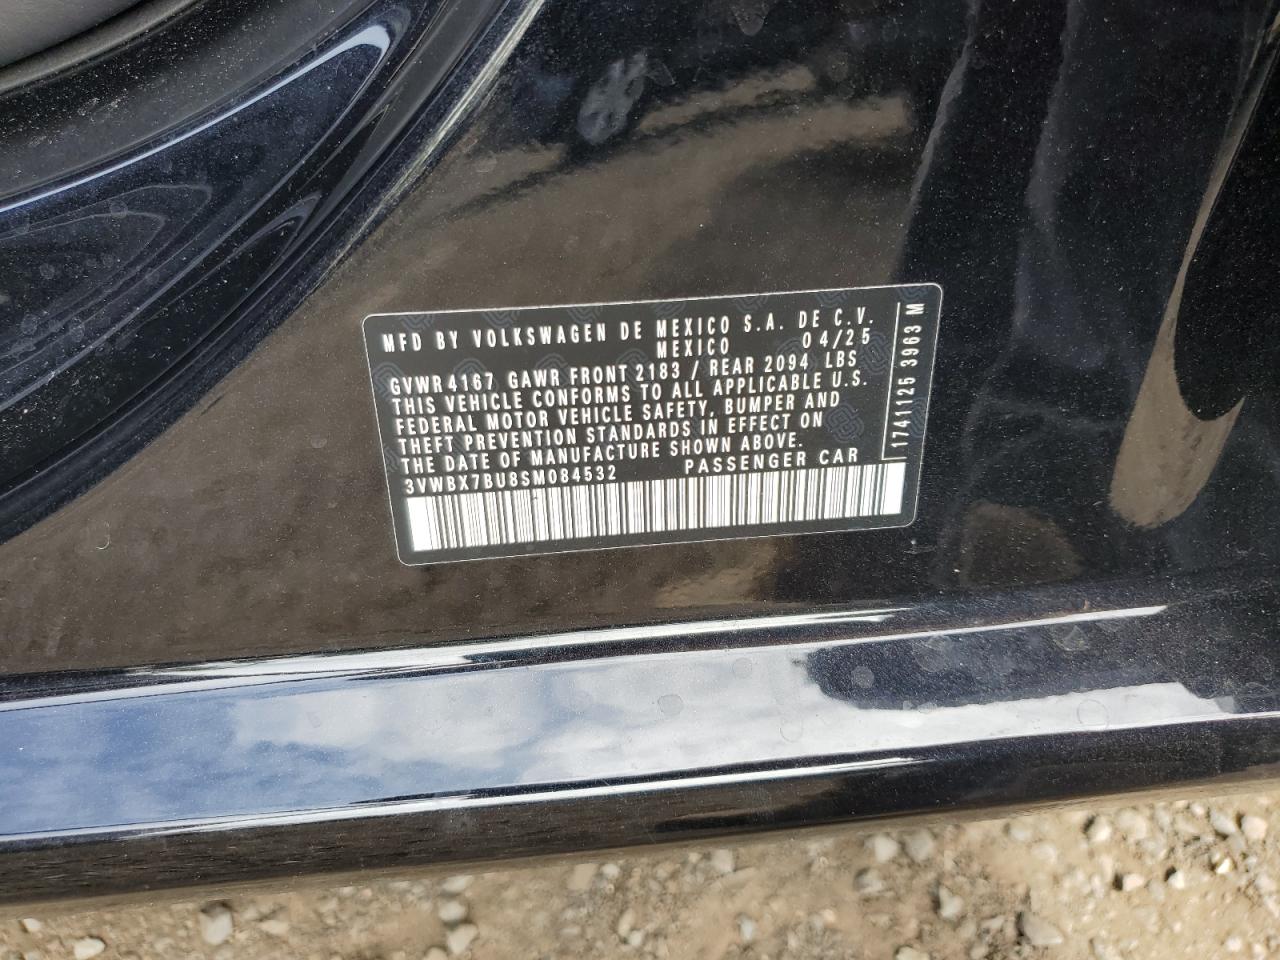 MFD BY VOLKSWAGEN DE MEXICO S.A. DE C.V.
MEXICO 04/25
GVWR 4167 GAWR FRONT 2183 / REAR 2094 LBS
THIS VEHICLE CONFORMS TO ALL APPLICABLE U.S.
FEDERAL MOTOR VEHICLE SAFETY, BUMPER AND
THEFT PREVENTION STANDARDS IN EFFECT ON
THE DATE OF MANUFACTURE SHOWN ABOVE.
3VWBX7BU8SM084532 PASSENGER CAR
1741125 3963 M